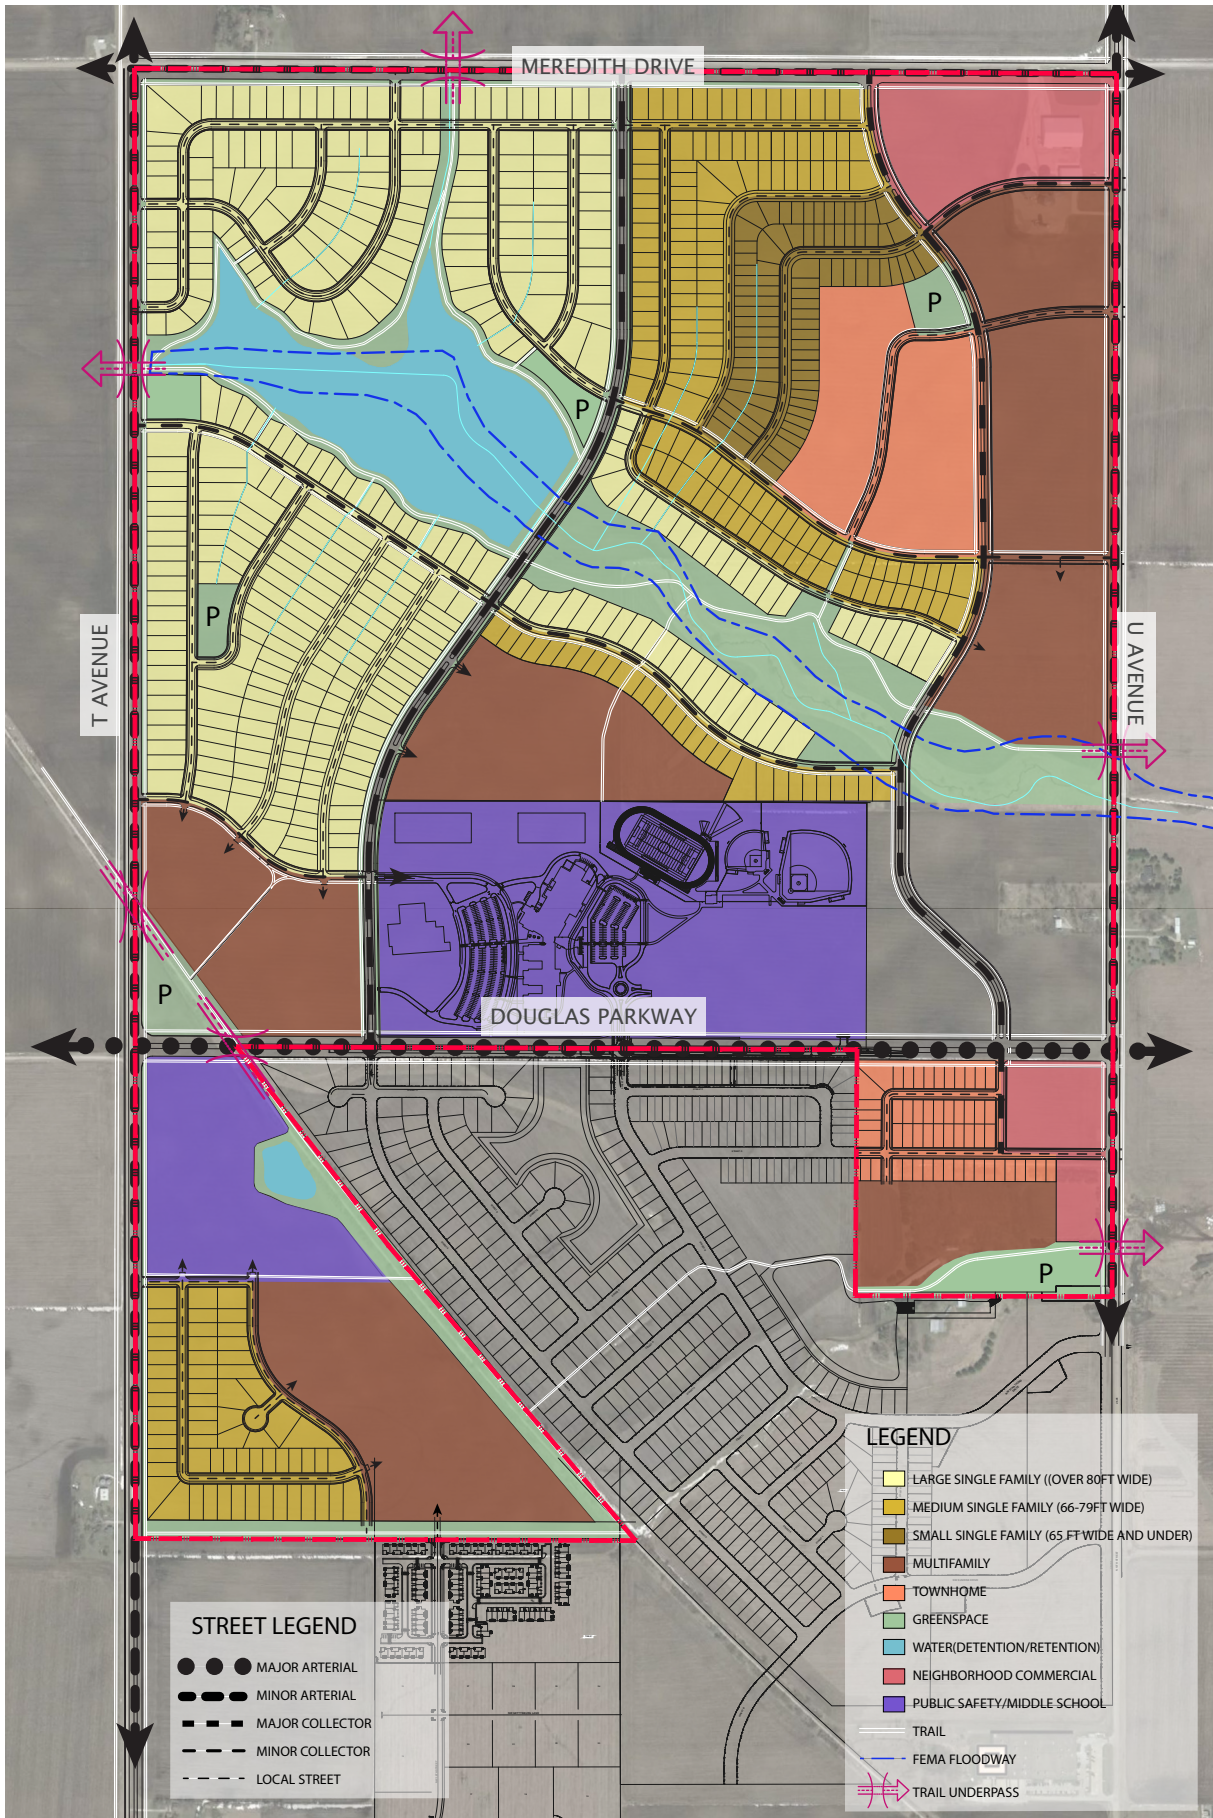 MEREDITH DRIVE
P
P
P
T AVENUE
U AVENUE
P
DOUGLAS PARKWAY
P
LEGEND
LARGE SINGLE FAMILY ((OVER 80FT WIDE)
MEDIUM SINGLE FAMILY (66-79FT WIDE)
SMALL SINGLE FAMILY (65 FT WIDE AND UNDER)
MULTIFAMILY
TOWNHOME
GREENSPACE
WATER(DETENTION/RETENTION)
NEIGHBORHOOD COMMERCIAL
PUBLIC SAFETY/MIDDLE SCHOOL
TRAIL
FEMA FLOODWAY
TRAIL UNDERPASS
STREET LEGEND
MAJOR ARTERIAL
MINOR ARTERIAL
MAJOR COLLECTOR
MINOR COLLECTOR
LOCAL STREET